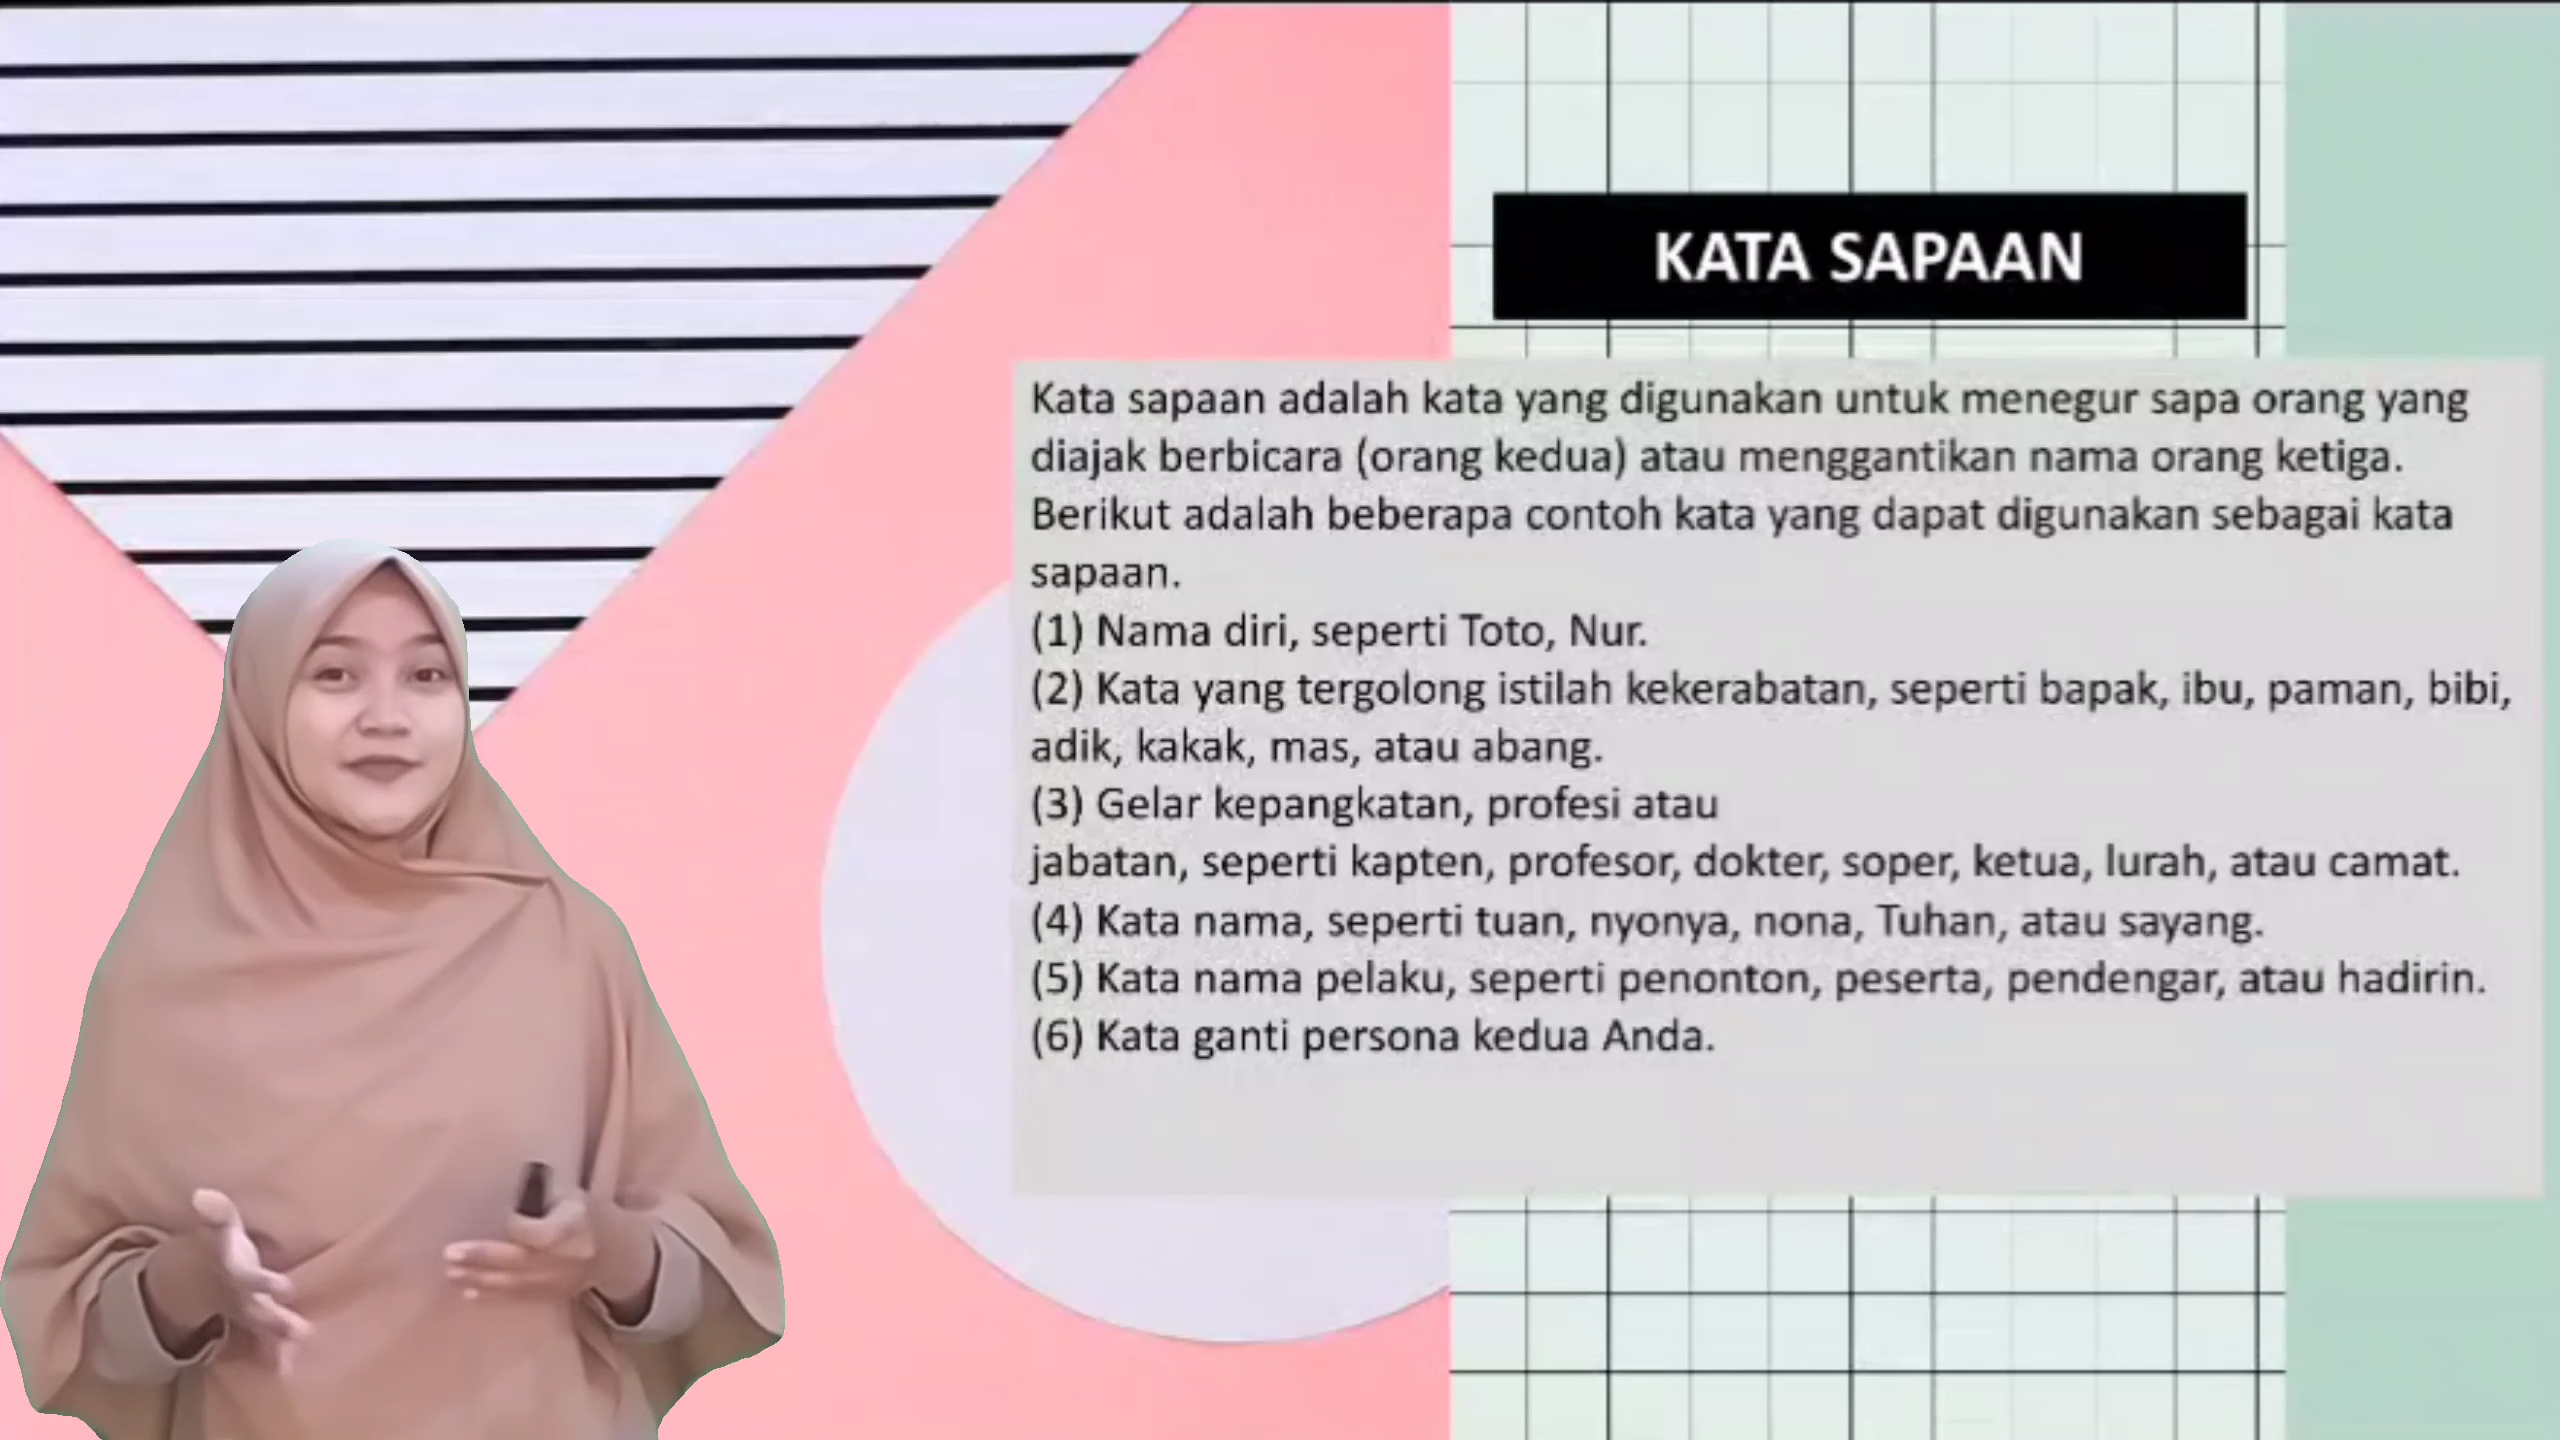 KATA SAPAAN
Kata sapaan adalah kata yang digunakan untuk menegur sapa orang yang
diajak berbicara (orang kedua) atau menggantikan nama orang ketiga.
Berikut adalah beberapa contoh kata yang dapat digunakan sebagai kata
sapaan.
(1) Nama diri, seperti Toto, Nur.
(2) Kata yang tergolong istilah kekerabatan, seperti bapak, ibu, paman, bibi,
adik, kakak, mas, atau abang.
(3) Gelar kepangkatan, profesi atau
jabatan, seperti kapten, profesor, dokter, soper, ketua, lurah, atau camat.
(4) Kata nama, seperti tuan, nyonya, nona, Tuhan, atau sayang.
(5) Kata nama pelaku, seperti penonton, peserta, pendengar, atau hadirin.
(6) Kata ganti persona kedua Anda.